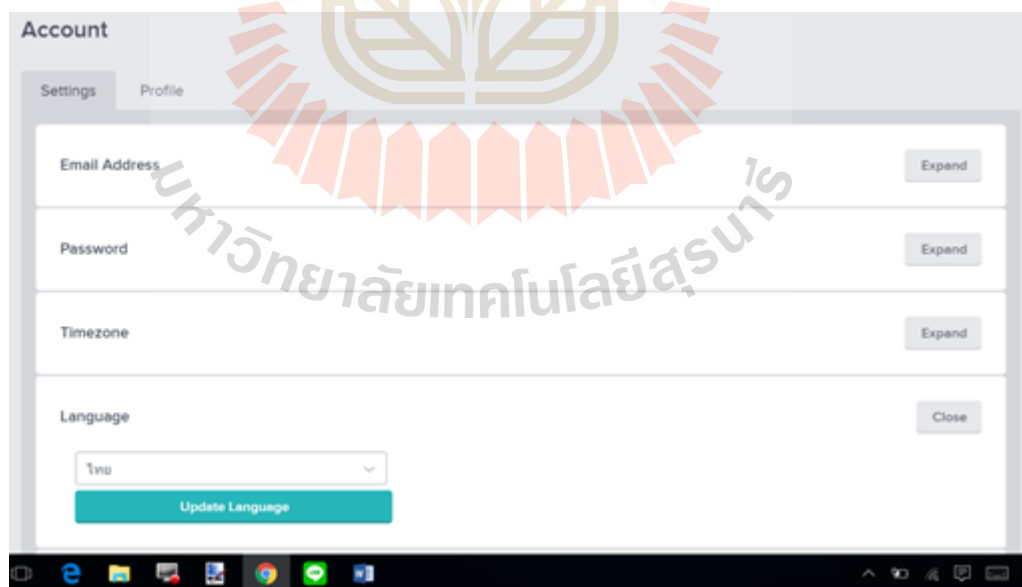 Account
Settings Profile
Email Address Expand
Password Expand
Timezone Expand
Language Close
ไทย
Update Language
มหาวิทยาลัยเทคโนโลยีสุรนาร